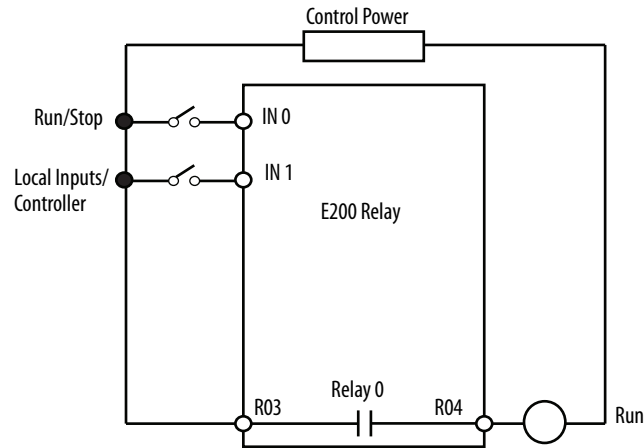 Control Power
Run/Stop
IN 0
Local Inputs/
Controller
IN 1
E200 Relay
R03
Relay 0
R04
Run